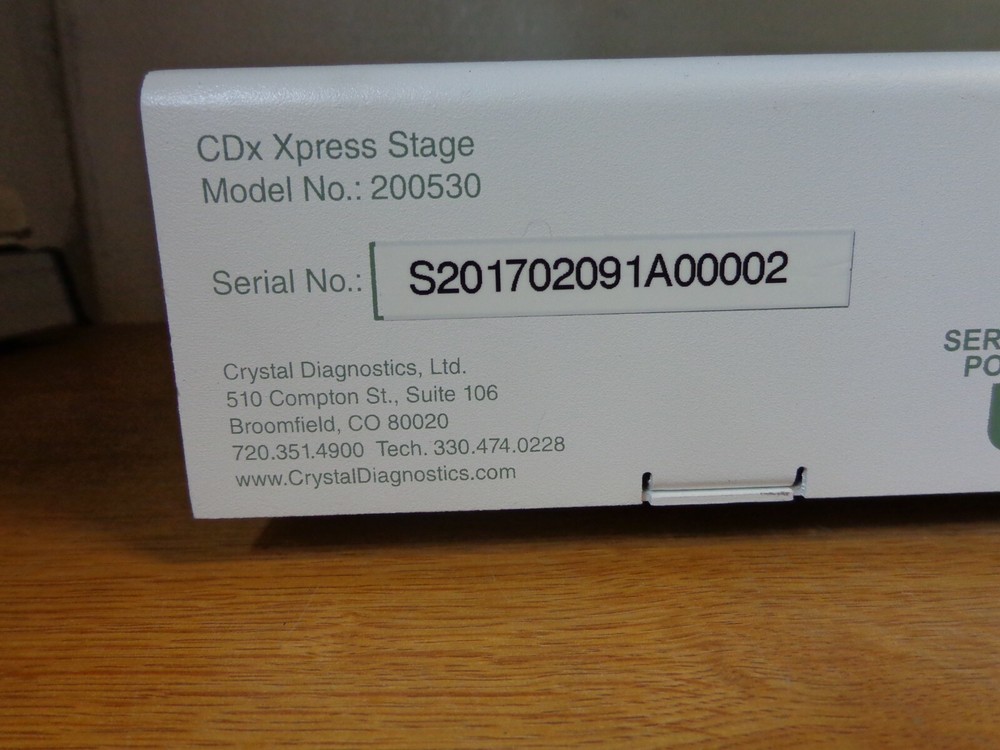 CDx Xpress Stage
Model No.: 200530
Serial No.: S201702091A00002
Crystal Diagnostics, Ltd.
510 Compton St., Suite 106
Broomfield, CO 80020
720.351.4900 Tech. 330.474.0228
www.CrystalDiagnostics.com